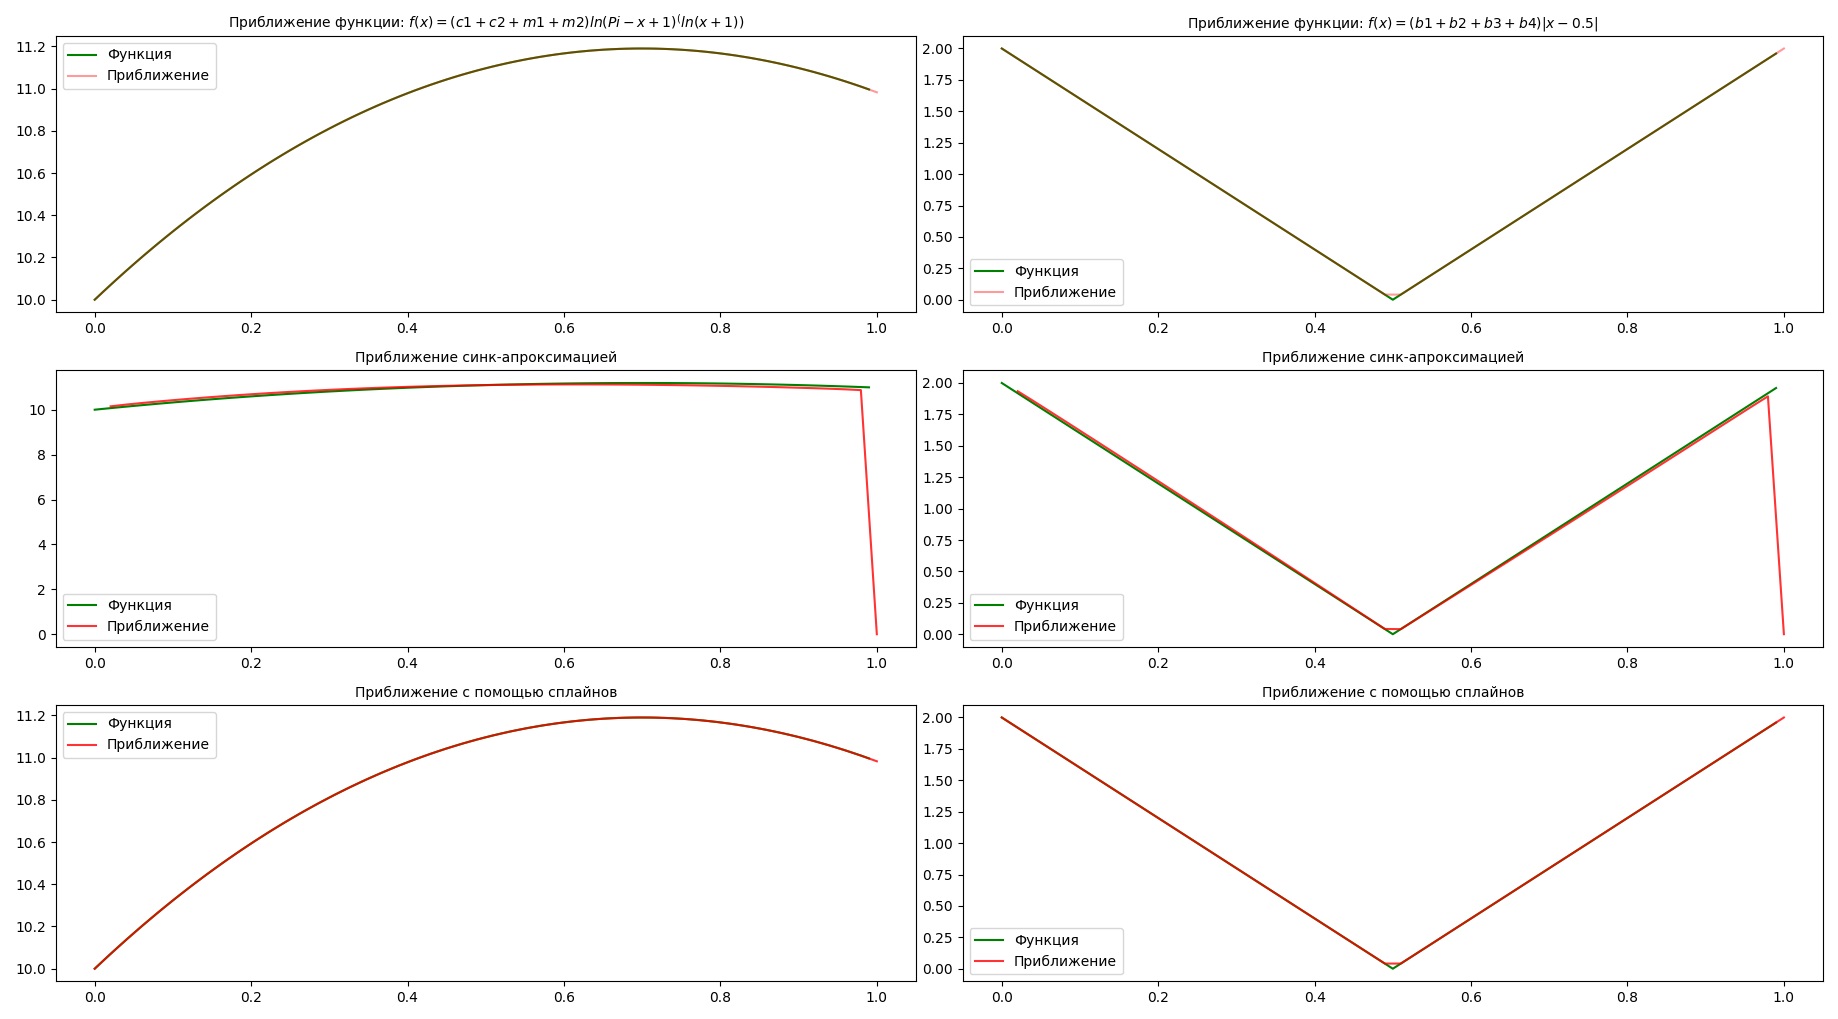 Приближение функции: f(x) = (c1 + c2 + m1 + m2)ln(Pi − x + 1)^(ln(x + 1))
11.2
11.0
10.8
10.6
10.4
10.2
10.0
Функция
Приближение
0.0 0.2 0.4 0.6 0.8 1.0
Приближение функции: f(x) = (b1 + b2 + b3 + b4)|x − 0.5|
2.00
1.75
1.50
1.25
1.00
0.75
0.50
0.25
0.00
Функция
Приближение
0.0 0.2 0.4 0.6 0.8 1.0
Приближение синк-апроксимацией
10
8
6
4
2
0
Функция
Приближение
0.0 0.2 0.4 0.6 0.8 1.0
Приближение синк-апроксимацией
2.00
1.75
1.50
1.25
1.00
0.75
0.50
0.25
0.00
Функция
Приближение
0.0 0.2 0.4 0.6 0.8 1.0
Приближение с помощью сплайнов
11.2
11.0
10.8
10.6
10.4
10.2
10.0
Функция
Приближение
0.0 0.2 0.4 0.6 0.8 1.0
Приближение с помощью сплайнов
2.00
1.75
1.50
1.25
1.00
0.75
0.50
0.25
0.00
Функция
Приближение
0.0 0.2 0.4 0.6 0.8 1.0